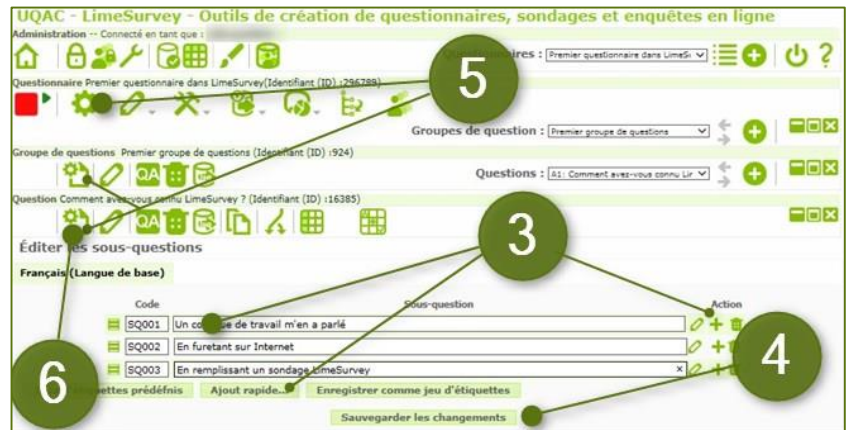 UQAC - LimeSurvey - Outils de création de questionnaires, sondages et enquêtes en ligne
Administration -- Connecté en tant que :
Questionnaires : Premier questionnaire dans LimeS
Questionnaire Premier questionnaire dans LimeSurvey(Identifiant (ID) :296789)
5
Groupes de question : Premier groupe de questions
Groupe de questions Premier groupe de questions (Identifiant (ID) :924)
QA
Questions : A1: Comment avez-vous connu Lir
Question Comment avez-vous connu LimeSurvey ? (Identifiant (ID) :16385)
QA
Éditer les sous-questions
3
Français (Langue de base)
Code Sous-question Action
SQ001 Un de travail m'en a parlé
SQ002 En furetant sur Internet
4
SQ003 En remplissant un sondage LimeSurvey
6
prédéfnis Ajout rapide... Enregistrer comme jeu d'étiquettes
Sauvegarder les changements